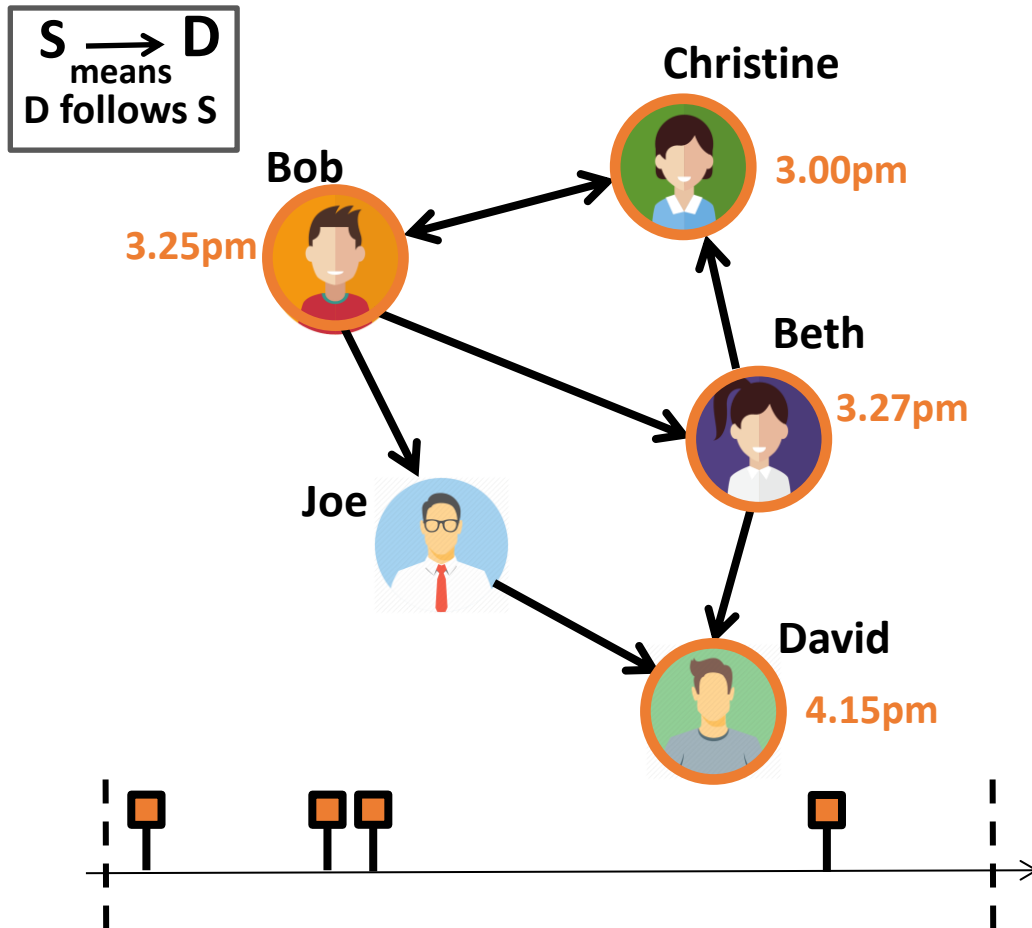 S → D
means
D follows S
Christine
3.00pm
Bob
3.25pm
Beth
3.27pm
Joe
David
4.15pm